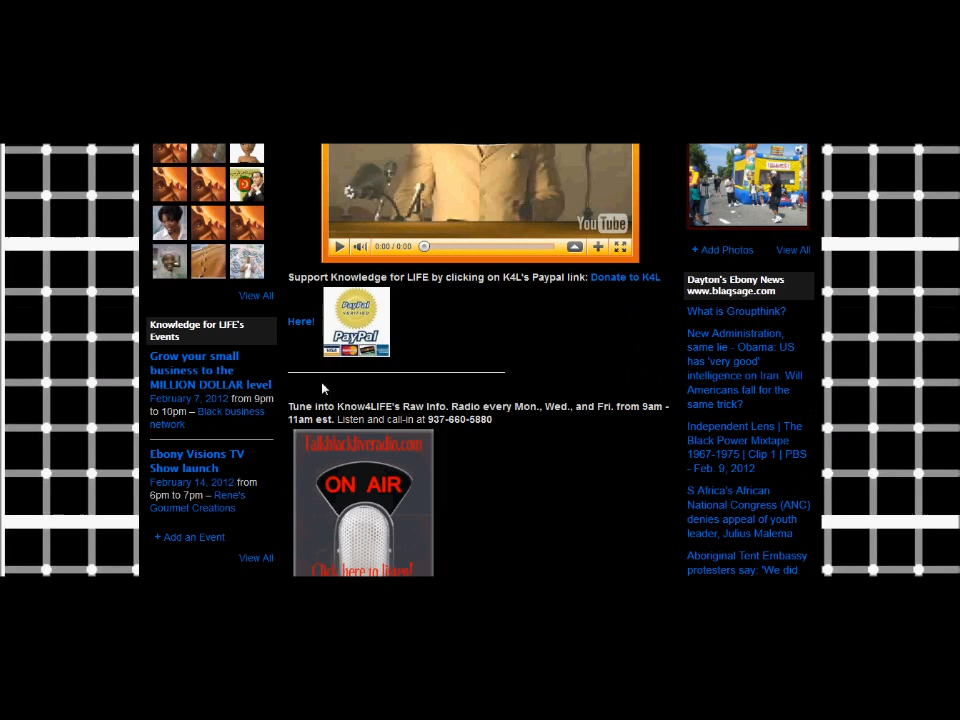 View All
Knowledge for LIFE's
Events
Grow your small
business to the
MILLION DOLLAR level
February 7, 2012 from 9pm
to 10pm – Black business
network
Ebony Visions TV
Show launch
February 14, 2012 from
6pm to 7pm – Rene's
Gourmet Creations
+ Add an Event
View All
YouTube
0:00 / 0:00
Support Knowledge for LIFE by clicking on K4L's Paypal link: Donate to K4L
Here!
PayPal
VERIFIED
PayPal
VISA
Tune into Know4LIFE's Raw Info. Radio every Mon., Wed., and Fri. from 9am -
11am est. Listen and call-in at 937-660-5880
Talkblackliveradio.com
ON AIR
Click here to listen!
+ Add Photos View All
Dayton's Ebony News
www.blaqsage.com
What is Groupthink?
New Administration,
same lie - Obama: US
has 'very good'
intelligence on Iran. Will
Americans fall for the
same trick?
Independent Lens | The
Black Power Mixtape
1967-1975 | Clip 1 | PBS
- Feb. 9, 2012
S Africa's African
National Congress (ANC)
denies appeal of youth
leader, Julius Malema
Aboriginal Tent Embassy
protesters say: 'We did